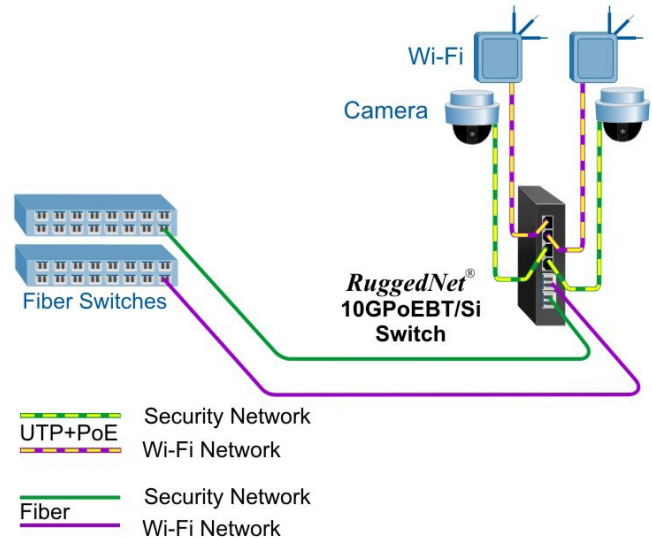 Wi-Fi
Camera
RuggedNet®
10GPoEBT/Si
Switch
Fiber Switches
UTP+PoE
Security Network
Wi-Fi Network
Fiber
Security Network
Wi-Fi Network